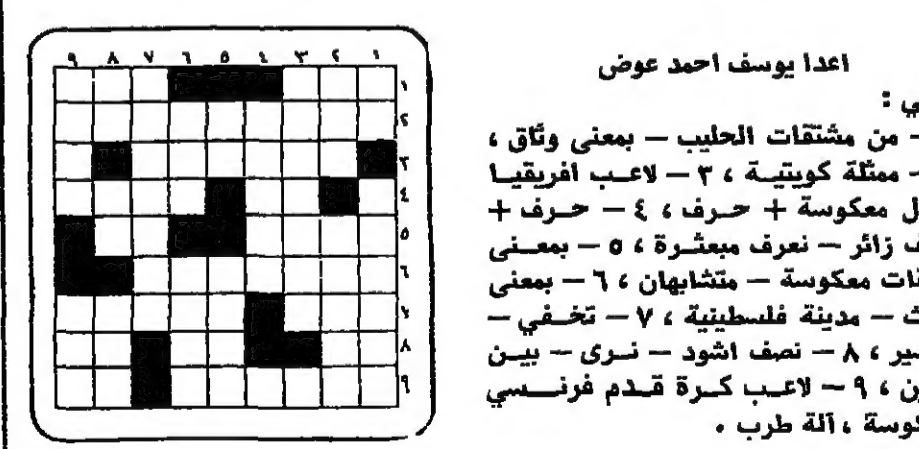 ٩ ٨ ٧ ٦ ٥ ٤ ٣ ٢ ١
١
٢
٣
٤
٥
٦
٧
٨
٩
اعدا يوسف احمد عوض
ي :
- من مشتقات الحليب — بمعنى وثاق ،
- ممثلة كويتية ، ٣ — لاعب افريقيا
ل معكوسة + حرف ، ٤ — حرف +
ف زائر — نعرف مبعثرة ، ٥ — بمعنى
نات معكوسة — متشابهان ، ٦ — بمعنى
ث — مدينة فلسطينية ، ٧ — تخفي —
سير ، ٨ — نصف اشود — نرى — بين
ين ، ٩ — لاعب كرة قدم فرنسي
كوسة ، آلة طرب .